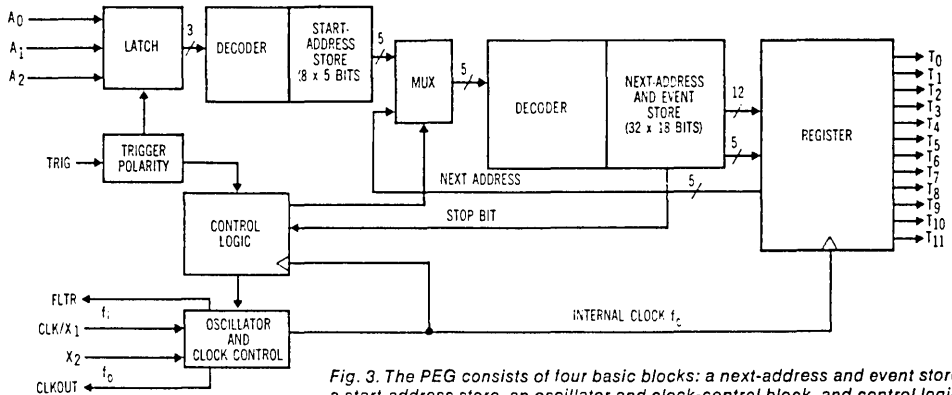 A0
A1
A2
LATCH
3
DECODER
START-
ADDRESS
STORE
(8 x 5 BITS
5
MUX
5
DECODER
NEXT-ADDRESS
AND EVENT
STORE
(32 x 18 BITS)
12
5
REGISTER
T0
T1
T2
T3
T4
T5
T6
T7
T8
T9
T10
T11
TRIG
TRIGGER
POLARITY
NEXT ADDRESS
5
STOP BIT
CONTROL
LOGIC
FLTR
fi
CLK/X1
X2
fo
CLKOUT
OSCILLATOR
AND
CLOCK CONTROL
INTERNAL CLOCK fc
Fig. 3. The PEG consists of four basic blocks: a next-address and event store
a start-address store, an oscillator and clock-control block, and control logic